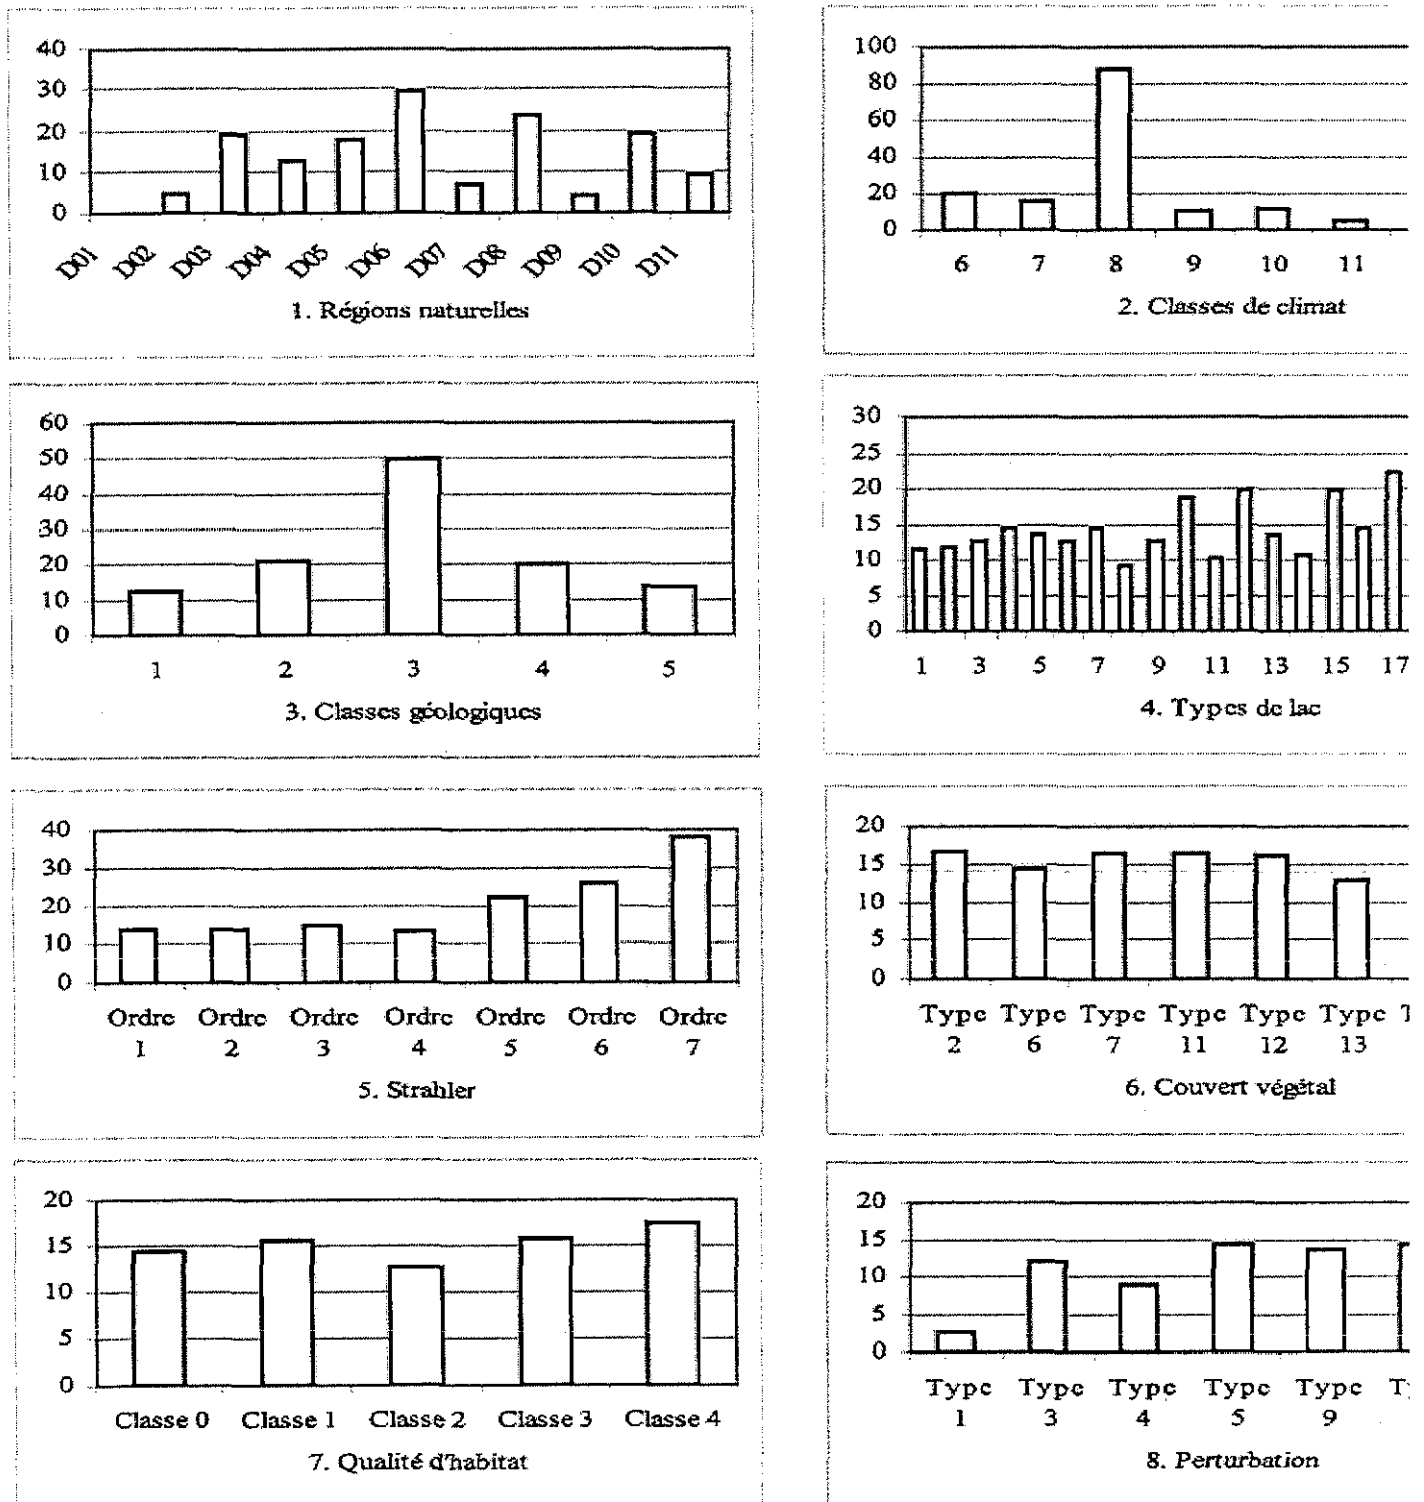 40
30
20
10
0
D01 D02 D03 D04 D05 D06 D07 D08 D09 D10 D11
1. Régions naturelles
100
80
60
40
20
0
6 7 8 9 10 11
2. Classes de climat
60
50
40
30
20
10
0
1 2 3 4 5
3. Classes géologiques
30
25
20
15
10
5
0
1 3 5 7 9 11 13 15 17
4. Types de lac
40
30
20
10
0
Ordre Ordre Ordre Ordre Ordre Ordre Ordre
1 2 3 4 5 6 7
5. Strahler
20
15
10
5
0
Type Type Type Type Type Type
2 6 7 11 12 13
6. Couvert végétal
20
15
10
5
0
Classe 0 Classe 1 Classe 2 Classe 3 Classe 4
7. Qualité d'habitat
20
15
10
5
0
Type Type Type Type Type
1 3 4 5 9
8. Perturbation